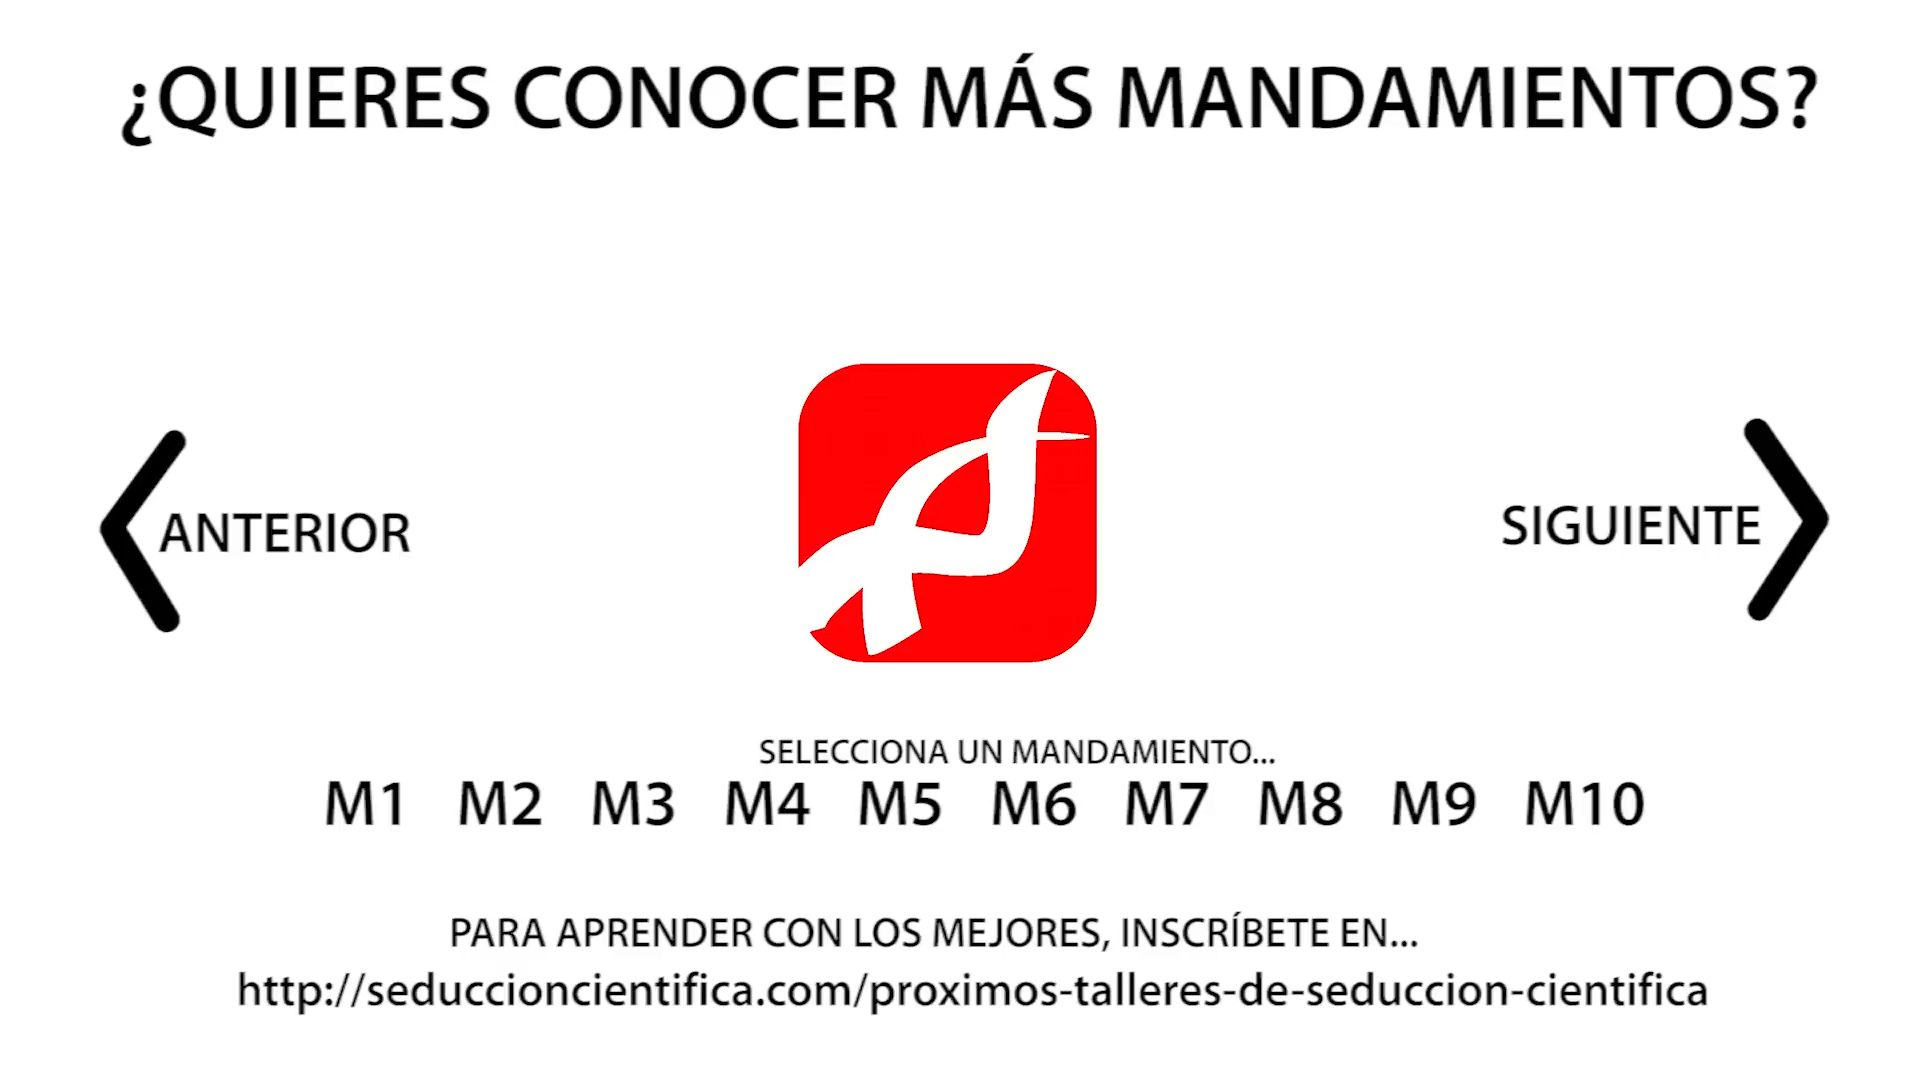 ¿QUIERES CONOCER MÁS MANDAMIENTOS?
ANTERIOR
SIGUIENTE
SELECCIONA UN MANDAMIENTO...
M1 M2 M3 M4 M5 M6 M7 M8 M9 M10
PARA APRENDER CON LOS MEJORES, INSCRÍBETE EN...
http://seduccioncientifica.com/proximos-talleres-de-seduccion-cientifica